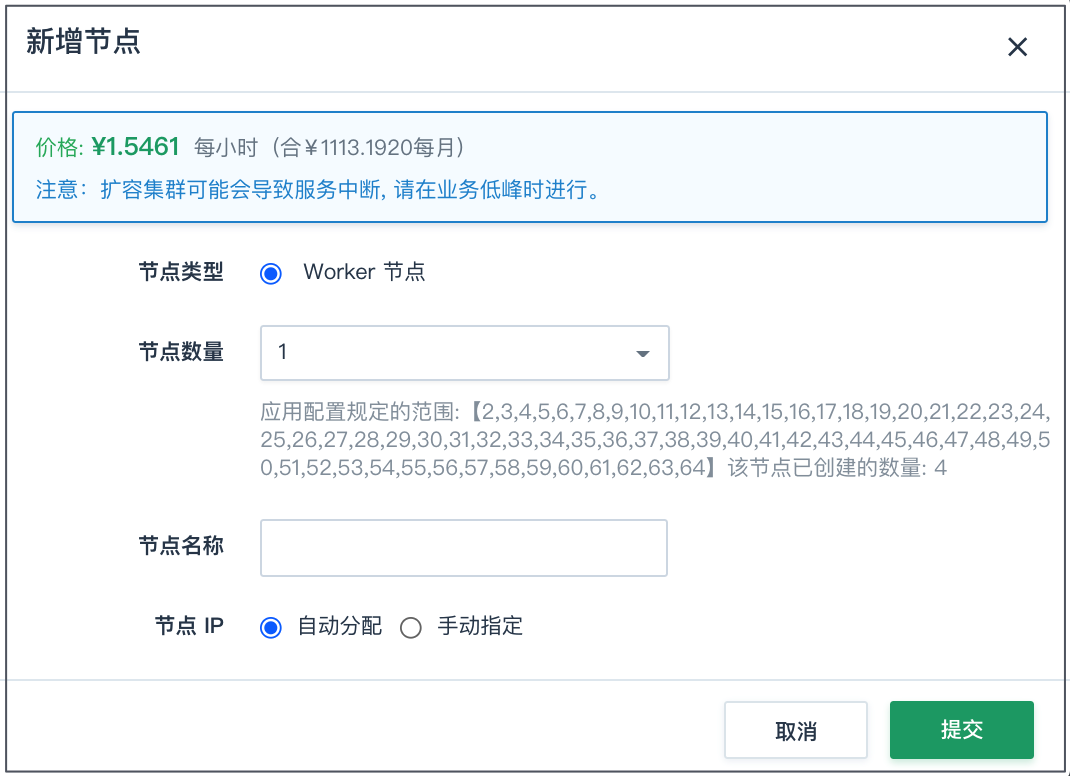 新增节点
价格: ¥1.5461 每小时（合￥1113.1920每月）
注意：扩容集群可能会导致服务中断, 请在业务低峰时进行。
节点类型 Worker 节点
节点数量 1
应用配置规定的范围:【2,3,4,5,6,7,8,9,10,11,12,13,14,15,16,17,18,19,20,21,22,23,24,
25,26,27,28,29,30,31,32,33,34,35,36,37,38,39,40,41,42,43,44,45,46,47,48,49,5
0,51,52,53,54,55,56,57,58,59,60,61,62,63,64】该节点已创建的数量: 4
节点名称
节点 IP 自动分配 手动指定
取消 提交